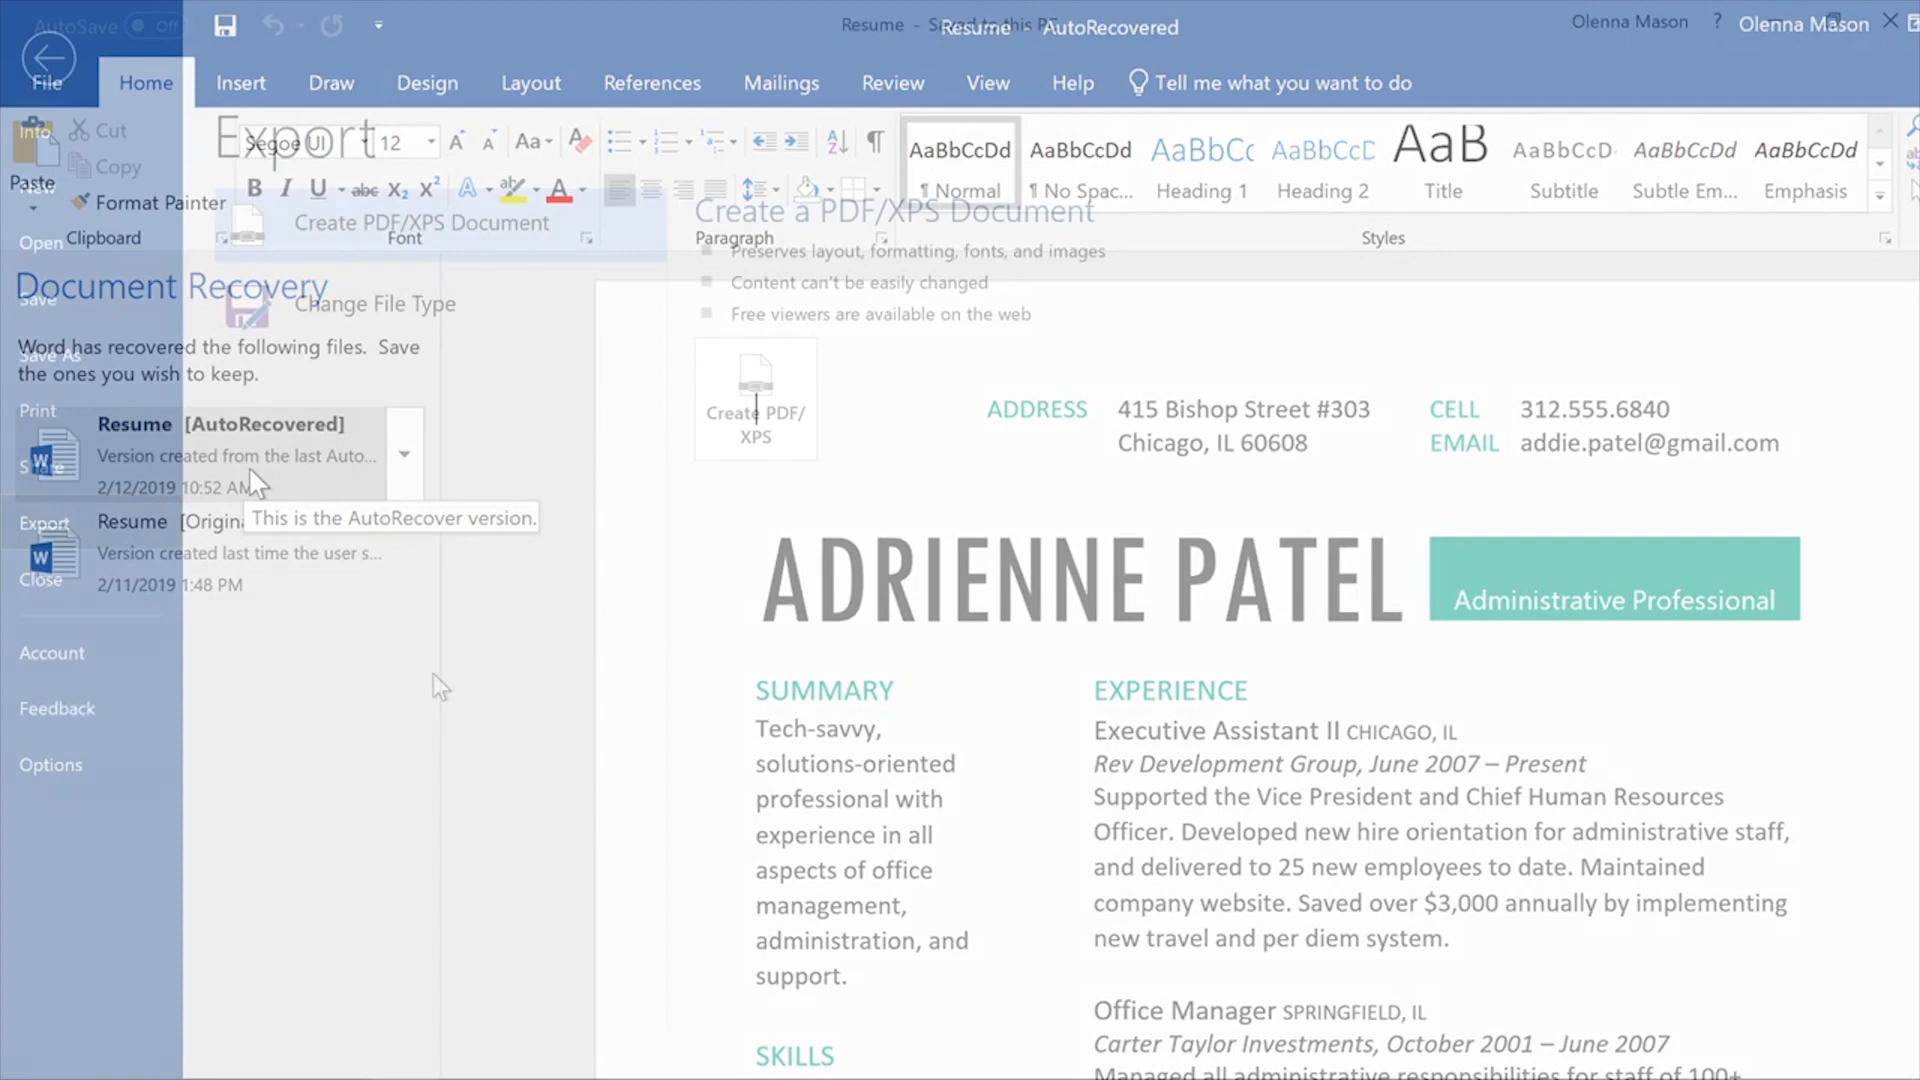 AutoSave Off
Resume - Saved to this PC
Resume - AutoRecovered
Olenna Mason ?
Olenna Mason
File Home Insert Draw Design Layout References Mailings Review View Help Tell me what you want to do
Info
New
Open
Save
Save As
Print
Share
Export
Close
Account
Feedback
Options
Paste
Cut
Copy
Format Painter
Clipboard
Segoe UI 12
Font
Paragraph
AaBbCcDd AaBbCcDd AaBbCc AaBbCcD AaB AaBbCcD AaBbCcDd AaBbCcDd
¶ Normal ¶ No Spac... Heading 1 Heading 2 Title Subtitle Subtle Em... Emphasis
Styles
Export
Create PDF/XPS Document
Change File Type
Create a PDF/XPS Document
Preserves layout, formatting, fonts, and images
Content can't be easily changed
Free viewers are available on the web
Create PDF/
XPS
Document Recovery
Word has recovered the following files. Save
the ones you wish to keep.
Resume [AutoRecovered]
Version created from the last Auto...
2/12/2019 10:52 AM
This is the AutoRecover version.
Resume [Origin
Version created last time the user s...
2/11/2019 1:48 PM
ADDRESS 415 Bishop Street #303
Chicago, IL 60608
CELL 312.555.6840
EMAIL addie.patel@gmail.com
ADRIENNE PATEL
Administrative Professional
SUMMARY
Tech-savvy,
solutions-oriented
professional with
experience in all
aspects of office
management,
administration, and
support.
SKILLS
EXPERIENCE
Executive Assistant II CHICAGO, IL
Rev Development Group, June 2007 – Present
Supported the Vice President and Chief Human Resources
Officer. Developed new hire orientation for administrative staff,
and delivered to 25 new employees to date. Maintained
company website. Saved over $3,000 annually by implementing
new travel and per diem system.
Office Manager SPRINGFIELD, IL
Carter Taylor Investments, October 2001 – June 2007
Managed all administrative responsibilities for staff of 100+